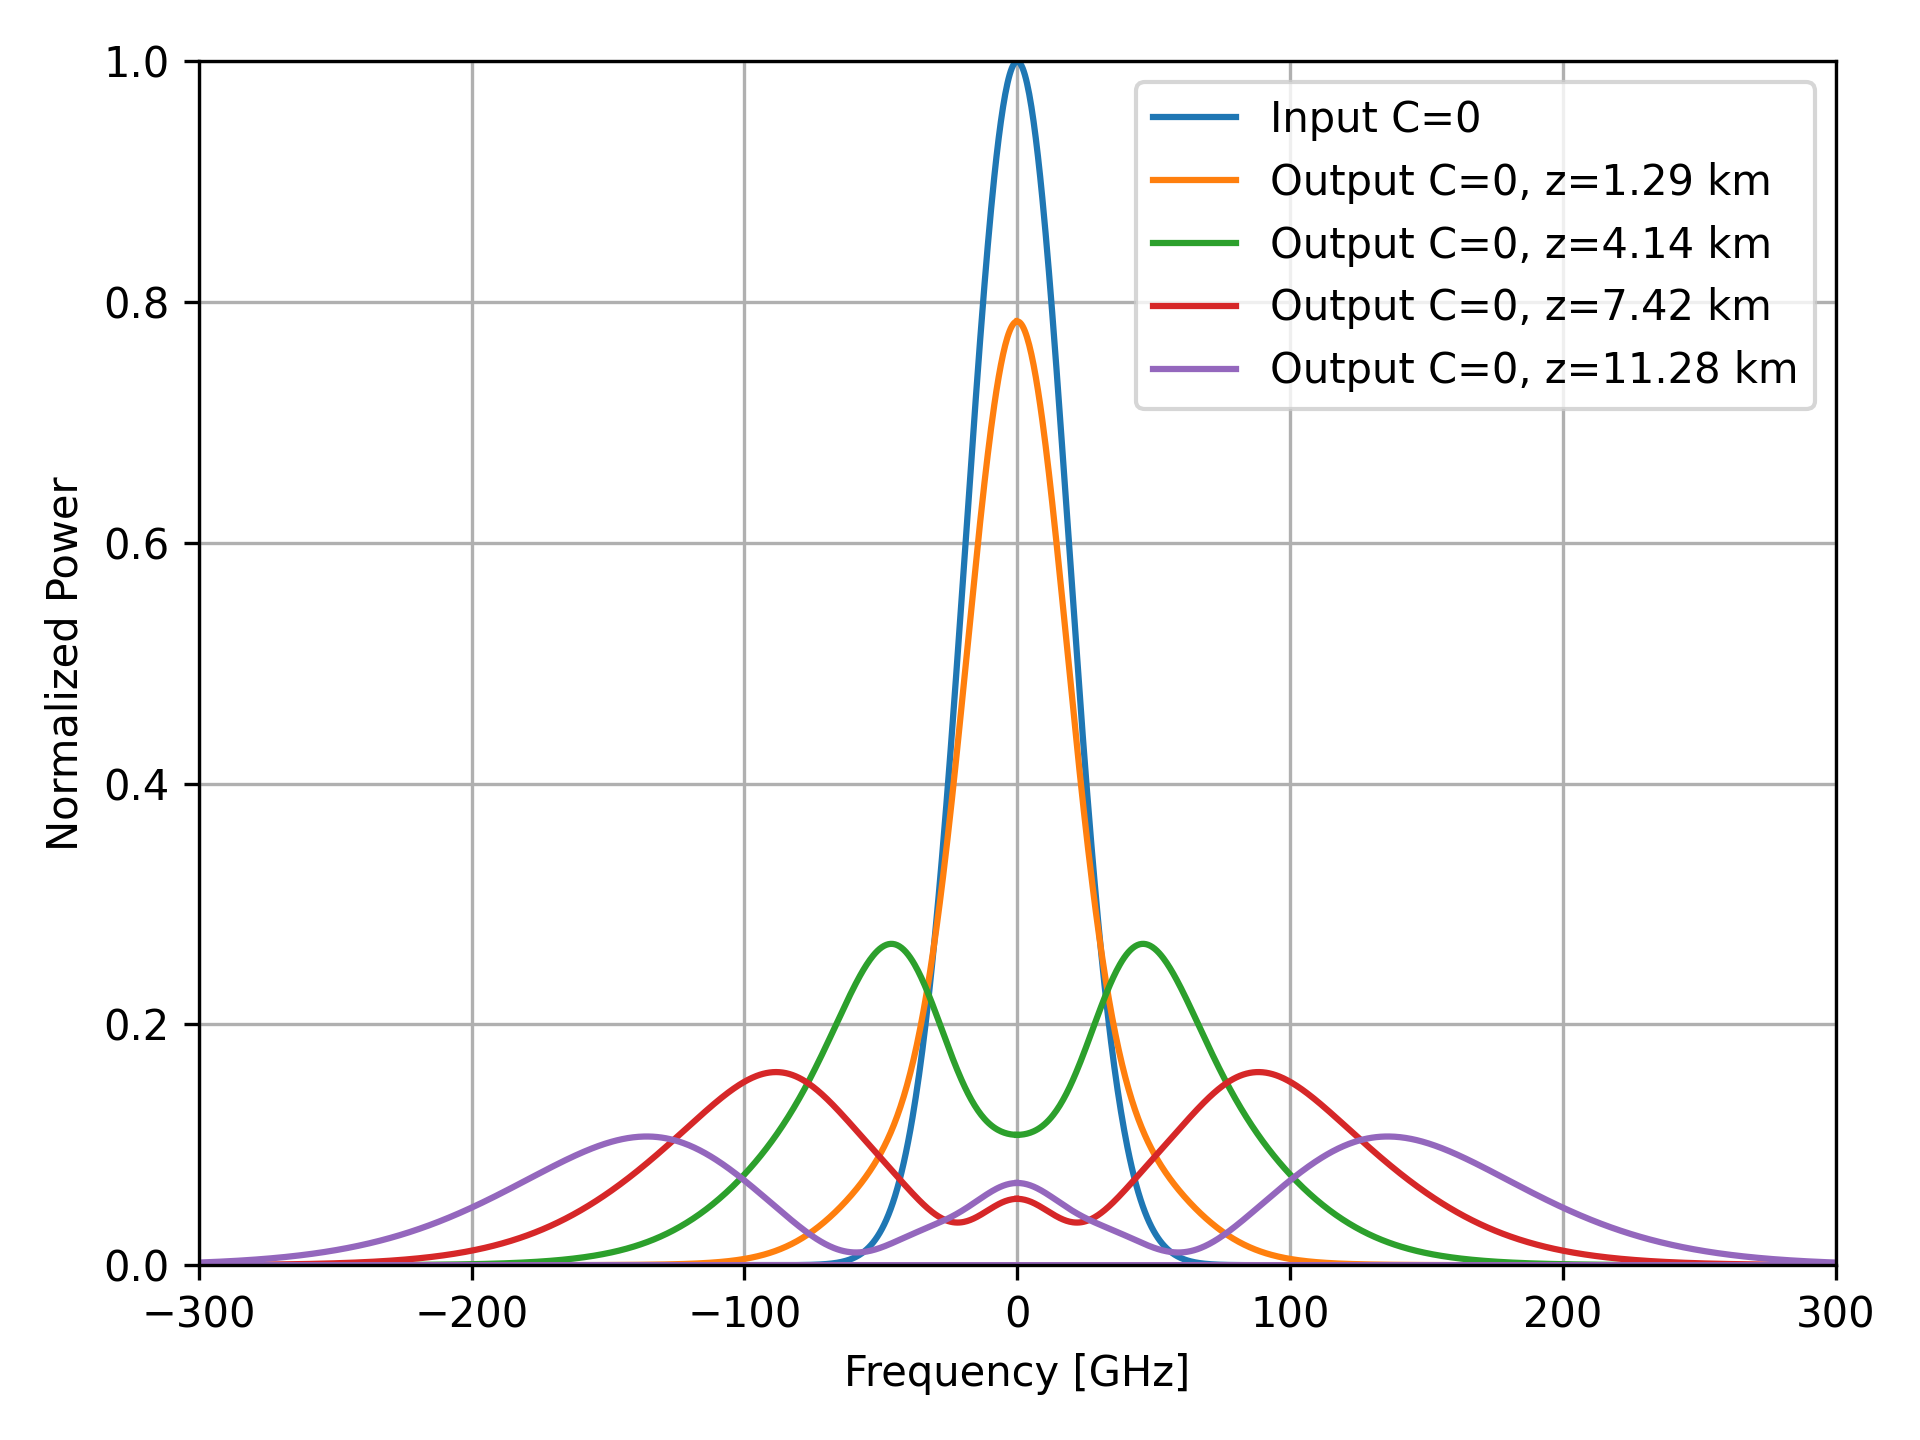 1.0
0.8
0.6
0.4
0.2
0.0
Normalized Power
Input C=0
Output C=0, z=1.29 km
Output C=0, z=4.14 km
Output C=0, z=7.42 km
Output C=0, z=11.28 km
−300 −200 −100 0 100 200 300
Frequency [GHz]